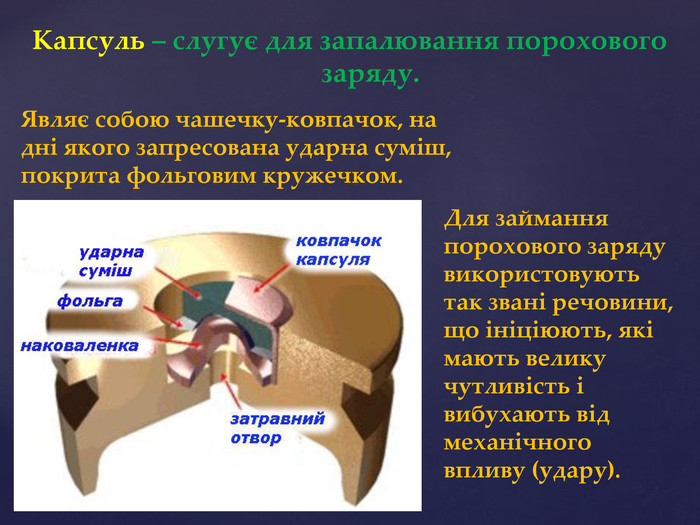 Капсуль – слугує для запалювання порохового
заряду.
Являє собою чашечку-ковпачок, на
дні якого запресована ударна суміш,
покрита фольговим кружечком.
ударна
суміш
ковпачок
капсуля
фольга
наковаленка
затравний
отвор
Для займання
порохового заряду
використовують
так звані речовини,
що ініціюють, які
мають велику
чутливість і
вибухають від
механічного
впливу (удару).